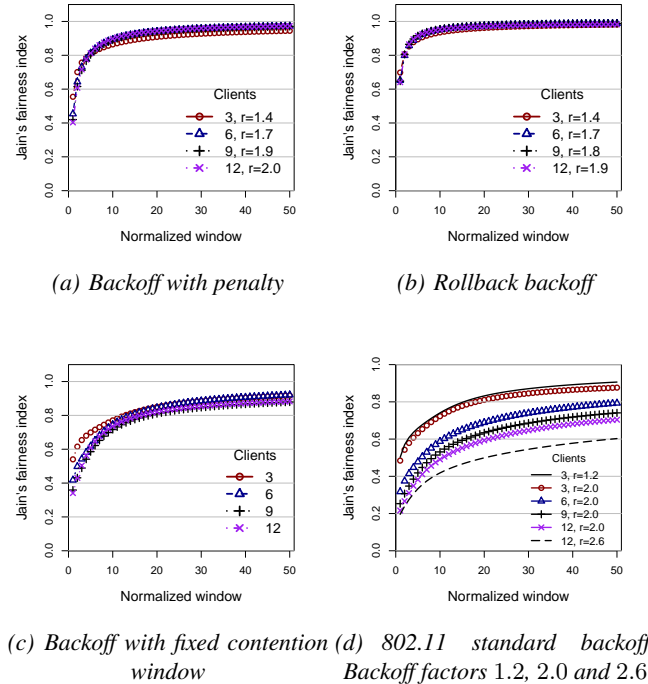 Jain's fairness index
1.0
0.8
0.6
0.4
0.2
0.0
Clients
3, r=1.4
6, r=1.7
9, r=1.9
12, r=2.0
0 10 20 30 40 50
Normalized window
(a) Backoff with penalty
Jain's fairness index
1.0
0.8
0.6
0.4
0.2
0.0
Clients
3, r=1.4
6, r=1.7
9, r=1.8
12, r=1.9
0 10 20 30 40 50
Normalized window
(b) Rollback backoff
Jain's fairness index
1.0
0.8
0.6
0.4
0.2
0.0
Clients
3
6
9
12
0 10 20 30 40 50
Normalized window
(c) Backoff with fixed contention
window
Jain's fairness index
1.0
0.8
0.6
0.4
0.2
0.0
Clients
3, r=1.2
3, r=2.0
6, r=2.0
9, r=2.0
12, r=2.0
12, r=2.6
0 10 20 30 40 50
Normalized window
(d) 802.11 standard backoff
Backoff factors 1.2, 2.0 and 2.6